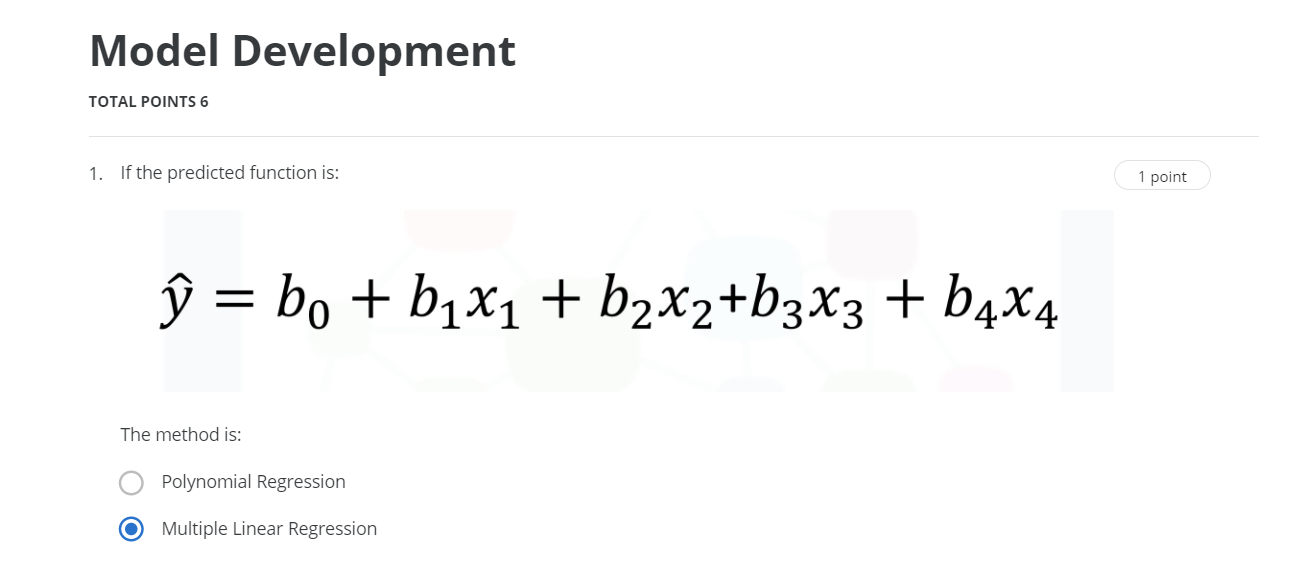 Model Development
TOTAL POINTS 6
1. If the predicted function is:
1 point
ŷ = b₀ + b₁x₁ + b₂x₂+b₃x₃ + b₄x₄
The method is:
Polynomial Regression
Multiple Linear Regression